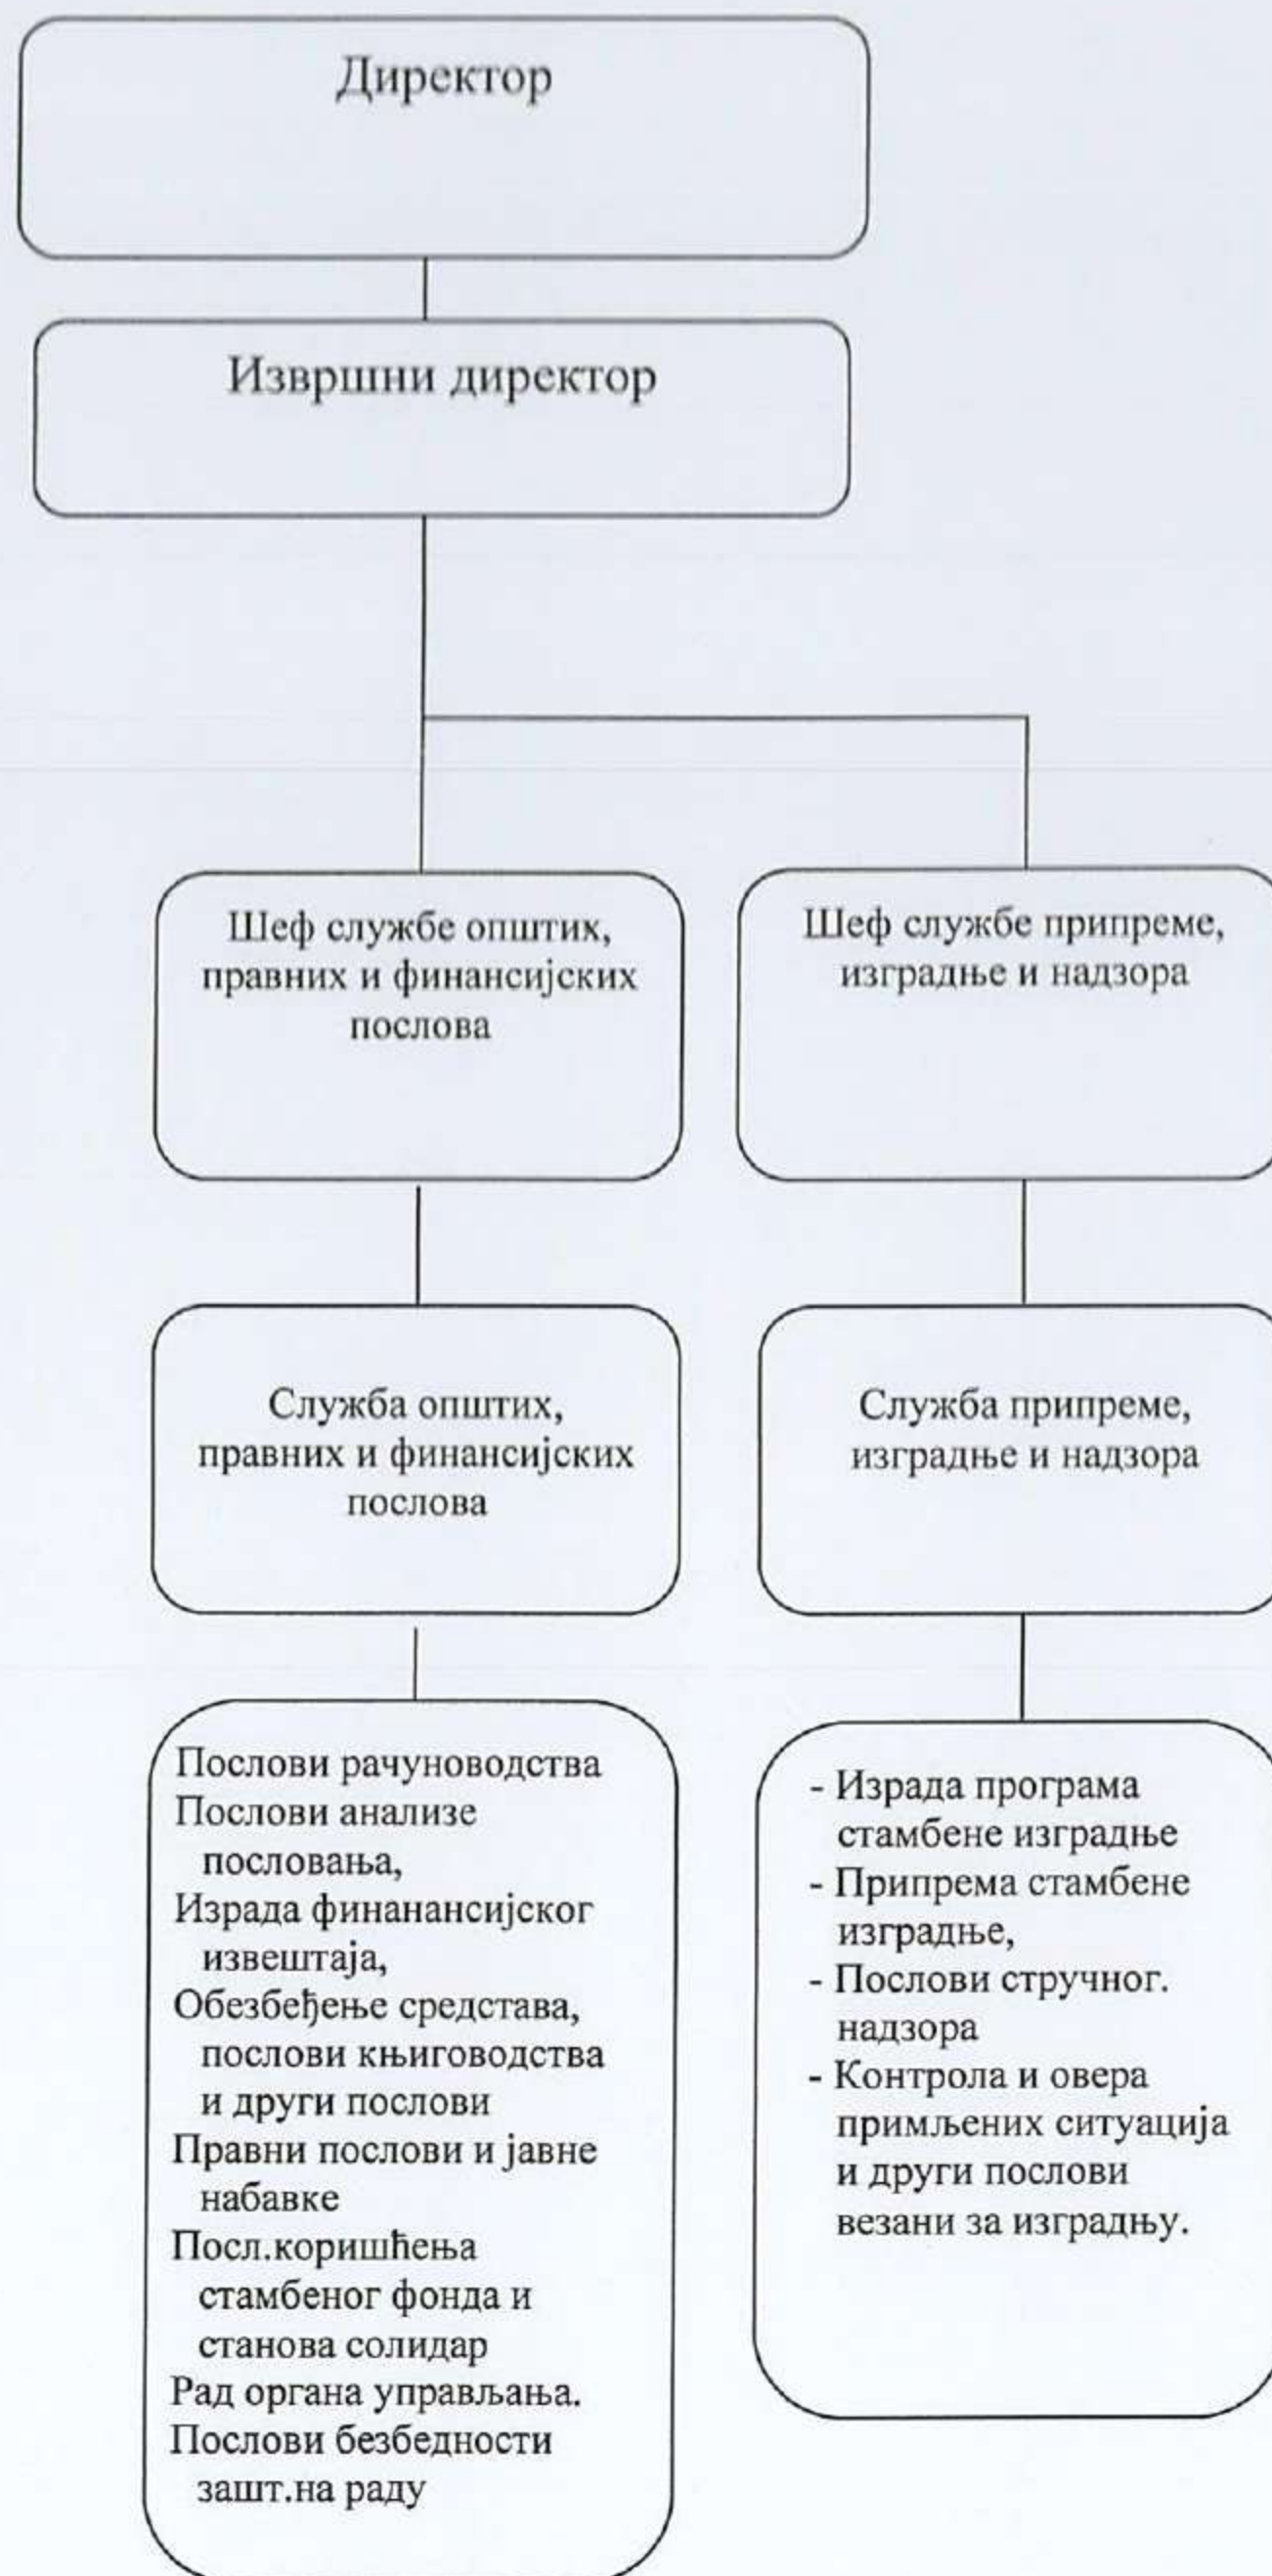 Директор
Извршни директор
Шеф службе општих,
правних и финансијских
послова
Шеф службе припреме,
изградње и надзора
Служба општих,
правних и финансијских
послова
Служба припреме,
изградње и надзора
Послови рачуноводства
Послови анализе
пословања,
Израда финанансијског
извештаја,
Обезбеђење средстава,
послови књиговодства
и други послови
Правни послови и јавне
набавке
Посл.коришћења
стамбеног фонда и
станова солидар
Рад органа управљања.
Послови безбедности
зашт.на раду
- Израда програма
стамбене изградње
- Припрема стамбене
изградње,
- Послови стручног.
надзора
- Контрола и овера
примљених ситуација
и други послови
везани за изградњу.